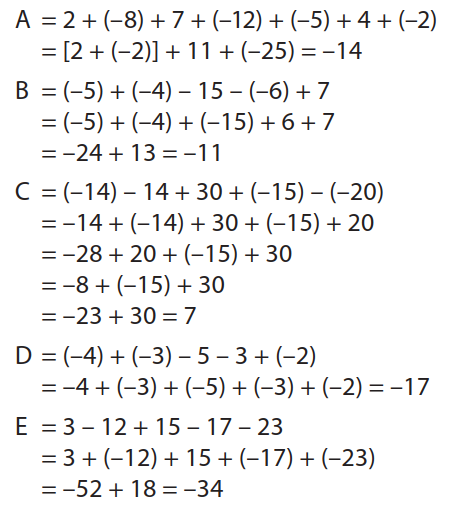 A = 2 + (–8) + 7 + (–12) + (–5) + 4 + (–2)
= [2 + (–2)] + 11 + (–25) = –14
B = (–5) + (–4) – 15 – (–6) + 7
= (–5) + (–4) + (–15) + 6 + 7
= –24 + 13 = –11
C = (–14) – 14 + 30 + (–15) – (–20)
= –14 + (–14) + 30 + (–15) + 20
= –28 + 20 + (–15) + 30
= –8 + (–15) + 30
= –23 + 30 = 7
D = (–4) + (–3) – 5 – 3 + (–2)
= –4 + (–3) + (–5) + (–3) + (–2) = –17
E = 3 – 12 + 15 – 17 – 23
= 3 + (–12) + 15 + (–17) + (–23)
= –52 + 18 = –34